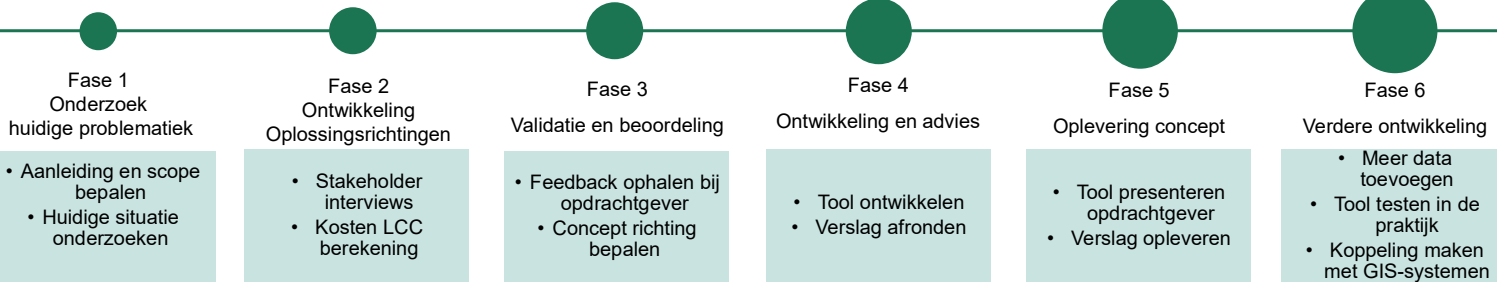 Fase 1
Onderzoek
huidige problematiek
• Aanleiding en scope
bepalen
• Huidige situatie
onderzoeken
Fase 2
Ontwikkeling
Oplossingsrichtingen
• Stakeholder
interviews
• Kosten LCC
berekening
Fase 3
Validatie en beoordeling
• Feedback ophalen bij
opdrachtgever
• Concept richting
bepalen
Fase 4
Ontwikkeling en advies
• Tool ontwikkelen
• Verslag afronden
Fase 5
Oplevering concept
• Tool presenteren
opdrachtgever
• Verslag opleveren
Fase 6
Verdere ontwikkeling
• Meer data
toevoegen
• Tool testen in de
praktijk
• Koppeling maken
met GIS-systemen